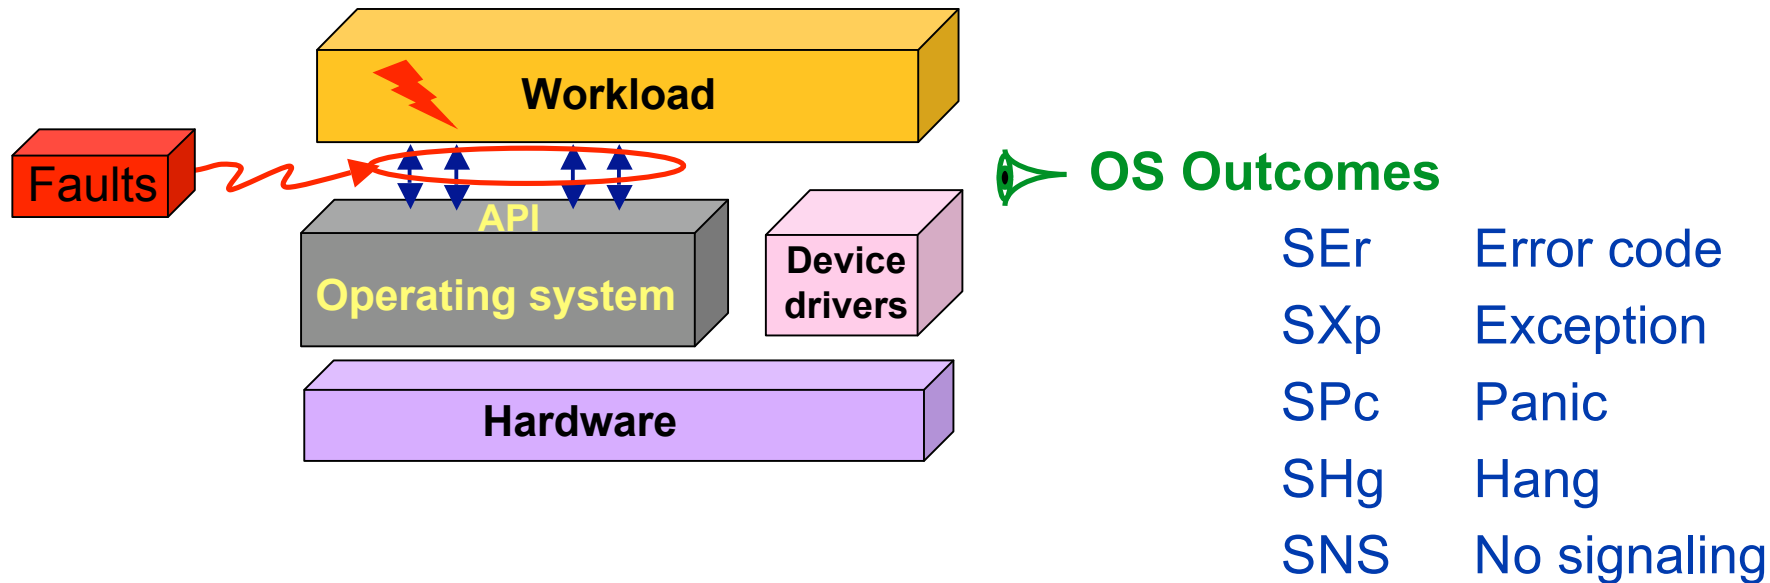 Workload
Faults
API
Operating system
Device
drivers
Hardware
OS Outcomes
SEr Error code
SXp Exception
SPc Panic
SHg Hang
SNS No signaling